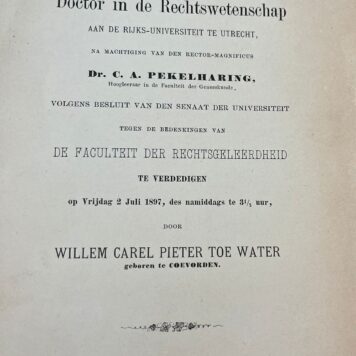 Doctor in de Rechtswetenschap
AAN DE RIJKS-UNIVERSITEIT TE UTRECHT,
NA MACHTIGING VAN DEN RECTOR-MAGNIFICUS
Dr. C. A. PEKELHARING,
Hoogleeraar in de Faculteit der Geneeskunde,
VOLGENS BESLUIT VAN DEN SENAAT DER UNIVERSITEIT
TEGEN DE BEDENKINGEN VAN
DE FACULTEIT DER RECHTSGELEERDHEID
TE VERDEDIGEN
op Vrijdag 2 Juli 1897, des namiddags te 3½ uur,
DOOR
WILLEM CAREL PIETER TOE WATER
geboren te COEVORDEN.